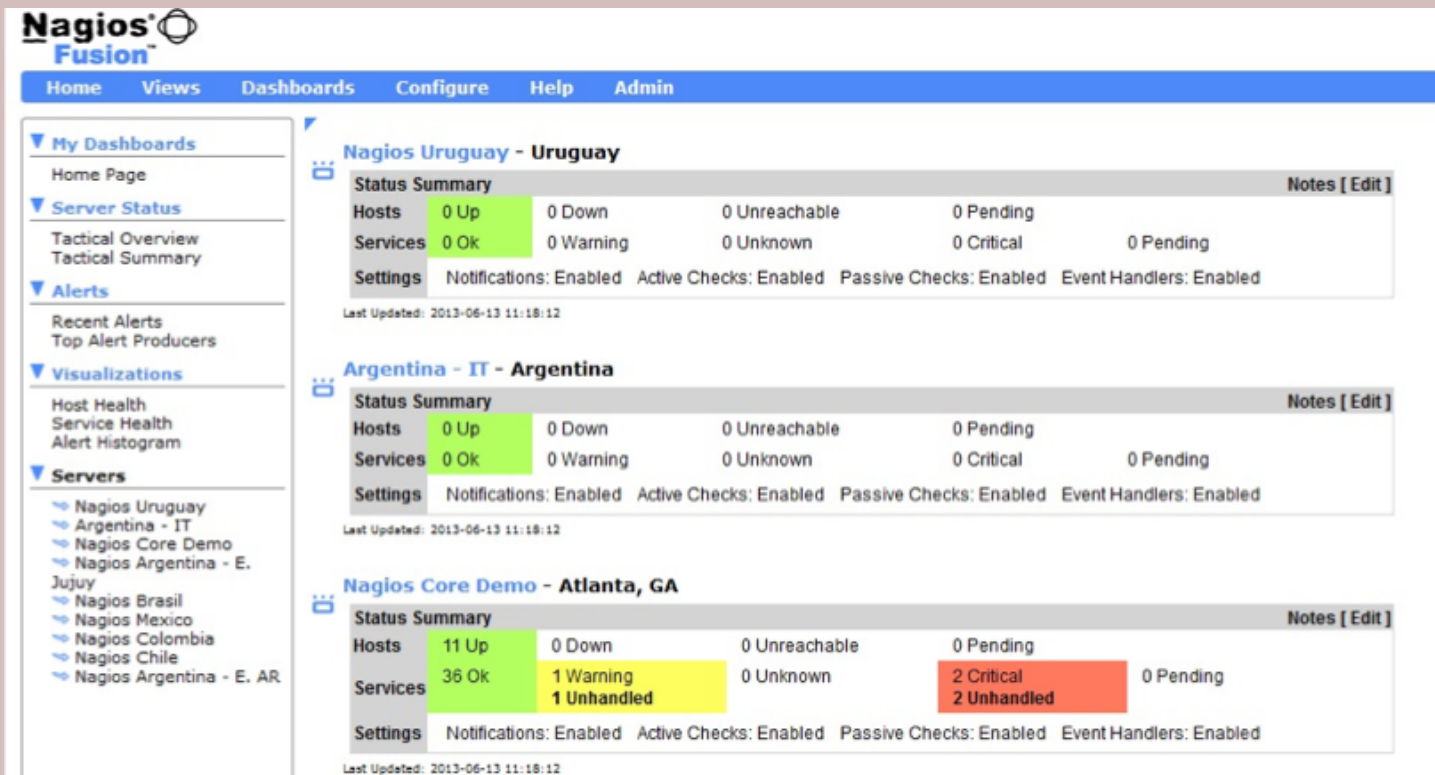 Nagios®
Fusion™
Home Views Dashboards Configure Help Admin
My Dashboards
Home Page
Server Status
Tactical Overview
Tactical Summary
Alerts
Recent Alerts
Top Alert Producers
Visualizations
Host Health
Service Health
Alert Histogram
Servers
Nagios Uruguay
Argentina - IT
Nagios Core Demo
Nagios Argentina - E.
Jujuy
Nagios Brasil
Nagios Mexico
Nagios Colombia
Nagios Chile
Nagios Argentina - E. AR
Nagios Uruguay - Uruguay
Status Summary Notes [ Edit ]
Hosts 0 Up 0 Down 0 Unreachable 0 Pending
Services 0 Ok 0 Warning 0 Unknown 0 Critical 0 Pending
Settings Notifications: Enabled Active Checks: Enabled Passive Checks: Enabled Event Handlers: Enabled
Last Updated: 2013-06-13 11:18:12
Argentina - IT - Argentina
Status Summary Notes [ Edit ]
Hosts 0 Up 0 Down 0 Unreachable 0 Pending
Services 0 Ok 0 Warning 0 Unknown 0 Critical 0 Pending
Settings Notifications: Enabled Active Checks: Enabled Passive Checks: Enabled Event Handlers: Enabled
Last Updated: 2013-06-13 11:18:12
Nagios Core Demo - Atlanta, GA
Status Summary Notes [ Edit ]
Hosts 11 Up 0 Down 0 Unreachable 0 Pending
Services 36 Ok 1 Warning 0 Unknown 2 Critical 0 Pending
1 Unhandled 2 Unhandled
Settings Notifications: Enabled Active Checks: Enabled Passive Checks: Enabled Event Handlers: Enabled
Last Updated: 2013-06-13 11:18:12